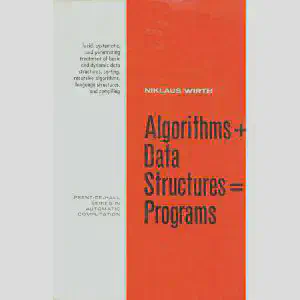 lucid, systematic,
and penetrating
treatment of basic
and dynamic data
structures, sorting,
recursive algorithms,
language structures,
and compiling
NIKLAUS WIRTH
Algorithms +
Data
Structures =
Programs
PRENTICE-HALL
SERIES IN
AUTOMATIC
COMPUTATION